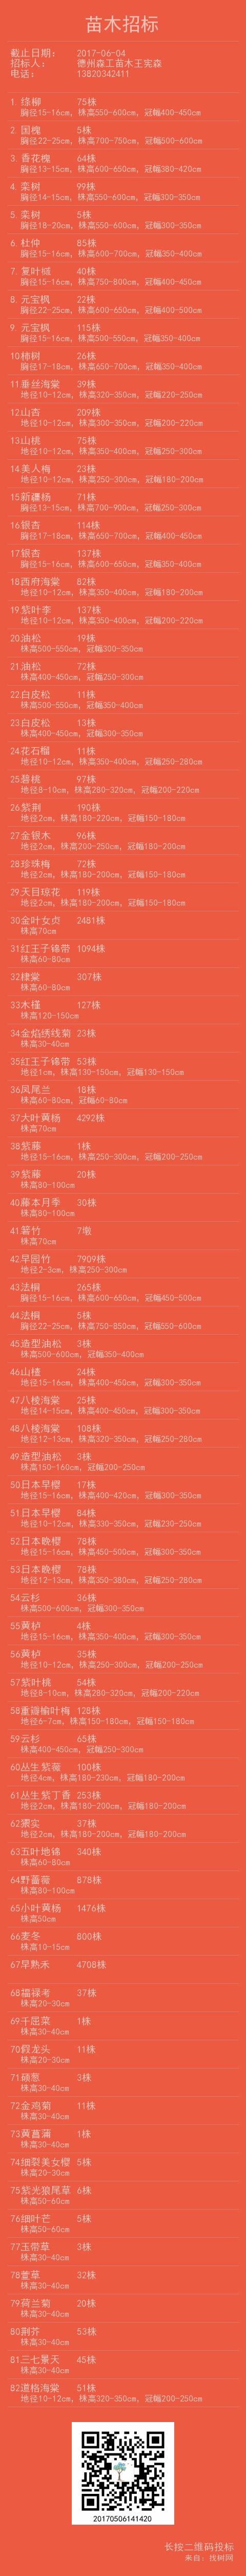 苗木招标
截止日期： 2017-06-04
招标人： 德州森工苗木王宪森
电话： 13820342411
1. 绦柳 75株
胸径15-16cm，株高550-600cm，冠幅400-450cm
2. 国槐 5株
胸径22-25cm，株高700-750cm，冠幅500-600cm
3. 香花槐 64株
胸径13-15cm，株高600-650cm，冠幅380-420cm
4. 栾树 99株
胸径14-15cm，株高550-600cm，冠幅300-350cm
5. 栾树 5株
胸径18-20cm，株高550-600cm，冠幅300-350cm
6. 杜仲 85株
胸径15-16cm，株高600-700cm，冠幅350-400cm
7. 复叶槭 40株
胸径15-16cm，株高750-800cm，冠幅400-450cm
8. 元宝枫 22株
胸径22-25cm，株高600-650cm，冠幅400-500cm
9. 元宝枫 115株
胸径15-16cm，株高500-550cm，冠幅350-400cm
10柿树 26株
胸径17-18cm，株高650-700cm，冠幅350-400cm
11.垂丝海棠 39株
地径10-12cm，株高320-350cm，冠幅220-250cm
12.山杏 209株
地径10-12cm，株高300-350cm，冠幅200-220cm
13山桃 75株
地径10-12cm，株高350-400cm，冠幅250-300cm
14.美人梅 23株
地径10-12cm，株高250-300cm，冠幅180-200cm
15新疆杨 71株
胸径13-15cm，株高700-900cm，冠幅250-300cm
16银杏 114株
胸径17-18cm，株高650-700cm，冠幅400-450cm
17银杏 137株
胸径15-16cm，株高600-650cm，冠幅350-400cm
18西府海棠 82株
地径10-12cm，株高350-400cm，冠幅180-200cm
19.紫叶李 137株
地径10-12cm，株高350-400cm，冠幅200-220cm
20.油松 19株
株高500-550cm，冠幅300-350cm
21.油松 72株
株高400-450cm，冠幅250-300cm
22白皮松 11株
株高500-550cm，冠幅350-400cm
23白皮松 13株
株高400-450cm，冠幅300-350cm
24花石榴 11株
地径10-12cm，株高350-400cm，冠幅250-280cm
25碧桃 97株
地径8-10cm，株高280-320cm，冠幅200-220cm
26.紫荆 190株
地径2cm，株高180-220cm，冠幅150-180cm
27金银木 96株
地径2cm，株高200-250cm，冠幅180-200cm
28珍珠梅 72株
地径2cm，株高180-200cm，冠幅150-180cm
29.天目琼花 119株
地径2cm，株高180-200cm，冠幅150-180cm
30金叶女贞 2481株
株高70cm
31红王子锦带 1094株
株高60-80cm
32棣棠 307株
株高60-80cm
33木槿 127株
株高120-150cm
34金焰绣线菊 23株
株高30-40cm
35红王子锦带 53株
地径1cm，株高130-150cm，冠幅130-150cm
36凤尾兰 18株
株高60-80cm，冠幅60-80cm
37大叶黄杨 4292株
株高70cm
38紫藤 1株
地径15-16cm，株高250-300cm，冠幅200-250cm
39紫藤 20株
株高80-100cm
40藤本月季 30株
株高80-100cm
41.箬竹 7墩
株高70cm
42.早园竹 7909株
地径2-3cm，株高250-300cm
43法桐 265株
胸径15-16cm，株高600-650cm，冠幅450-500cm
44法桐 5株
胸径22-25cm，株高750-850cm，冠幅550-600cm
45造型油松 3株
株高500-600cm，冠幅350-400cm
46山楂 24株
地径15-16cm，株高400-450cm，冠幅300-350cm
47八棱海棠 25株
地径14-15cm，株高400-450cm，冠幅300-350cm
48八棱海棠 108株
地径12-13cm，株高320-350cm，冠幅250-280cm
49.造型油松 3株
株高150-160cm，冠幅200-250cm
50日本早樱 17株
地径15-16cm，株高400-420cm，冠幅300-350cm
51日本早樱 84株
地径10-12cm，株高330-350cm，冠幅230-250cm
52日本晚樱 78株
地径15-16cm，株高450-500cm，冠幅300-350cm
53日本晚樱 78株
地径12-13cm，株高350-380cm，冠幅250-280cm
54云杉 36株
株高500-600cm，冠幅300-350cm
55黄栌 4株
地径15-16cm，株高350-400cm，冠幅300-350cm
56黄栌 35株
地径10-12cm，株高250-300cm，冠幅200-250cm
57紫叶桃 54株
地径8-10cm，株高280-320cm，冠幅200-220cm
58重瓣榆叶梅 128株
地径6-7cm，株高150-180cm，冠幅150-180cm
59云杉 65株
株高400-450cm，冠幅250-300cm
60丛生紫薇 100株
地径4cm，株高180-230cm，冠幅180-200cm
61丛生紫丁香 253株
地径2cm，株高180-200cm，冠幅180-200cm
62猬实 37株
地径2cm，株高180-200cm，冠幅180-200cm
63五叶地锦 340株
株高60-80cm
64野蔷薇 878株
株高80-100cm
65小叶黄杨 1476株
株高50cm
66麦冬 800株
株高10-15cm
67早熟禾 4708株
68福禄考 37株
株高20-30cm
69千屈菜 1株
株高30-40cm
70假龙头 11株
株高20-30cm
71硕葱 3株
株高30-40cm
72金鸡菊 11株
株高30-40cm
73黄菖蒲 1株
株高30-40cm
74细裂美女樱 5株
株高20-30cm
75紫光狼尾草 6株
株高50-60cm
76细叶芒 5株
株高50-60cm
77玉带草 3株
株高30-40cm
78萱草 32株
株高30-40cm
79荷兰菊 20株
株高30-40cm
80荆芥 53株
株高30-40cm
81三七景天 45株
株高30-40cm
82道格海棠 51株
地径10-12cm，株高320-350cm，冠幅200-250cm
20170506141420
长按二维码投标
来自：找树网